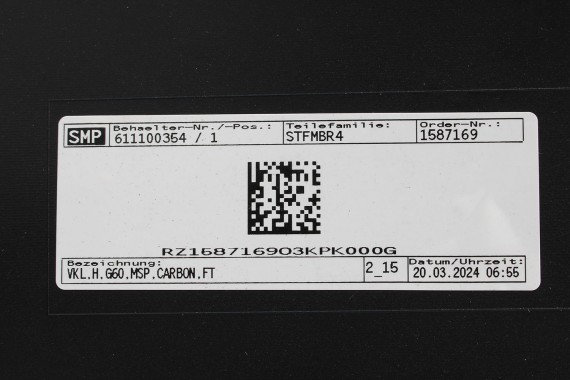 SMP
Behaelter-Nr./-Pos.: Teilefamilie: Order-Nr.:
611100354 / 1 STFMBR4 1587169
RZ1587169O3KPK000G
Bezeichnung: Datum/Uhrzeit:
VKL.H.G60.MSP.CARBON.FT 2_15 20.03.2024 06:55